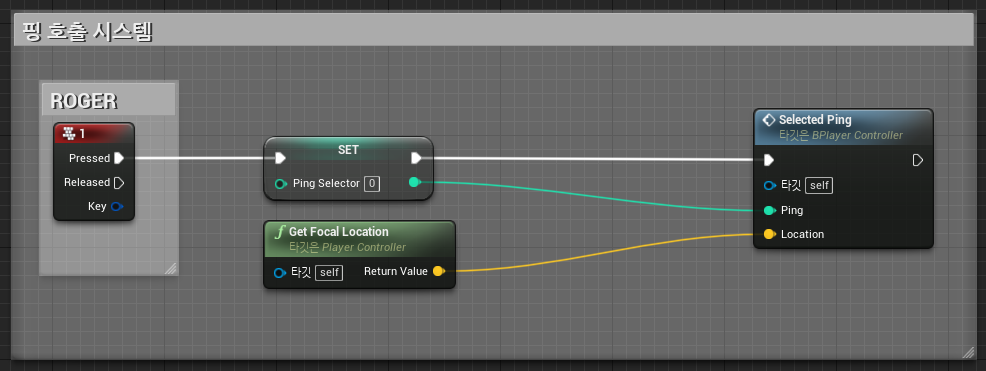 핑 호출 시스템
ROGER
1
Pressed
Released
Key
SET
Ping Selector 0
f Get Focal Location
타깃은 Player Controller
타깃 self Return Value
Selected Ping
타깃은 BPlayer Controller
타깃 self
Ping
Location